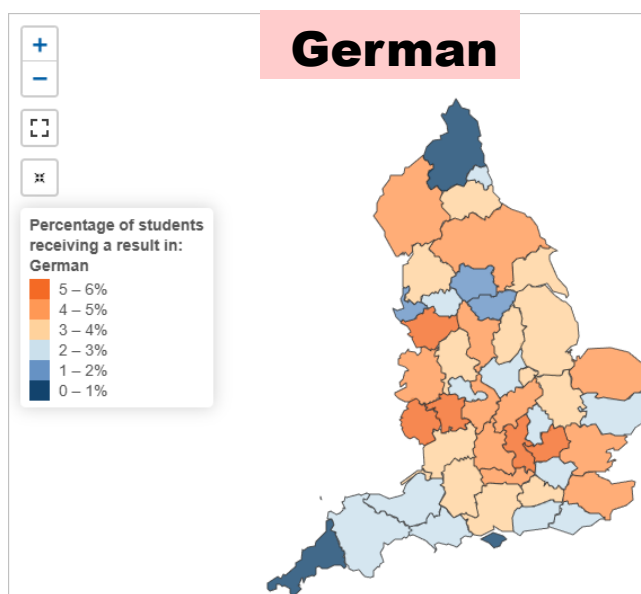 German
+
−
Percentage of students
receiving a result in:
German
5 – 6%
4 – 5%
3 – 4%
2 – 3%
1 – 2%
0 – 1%